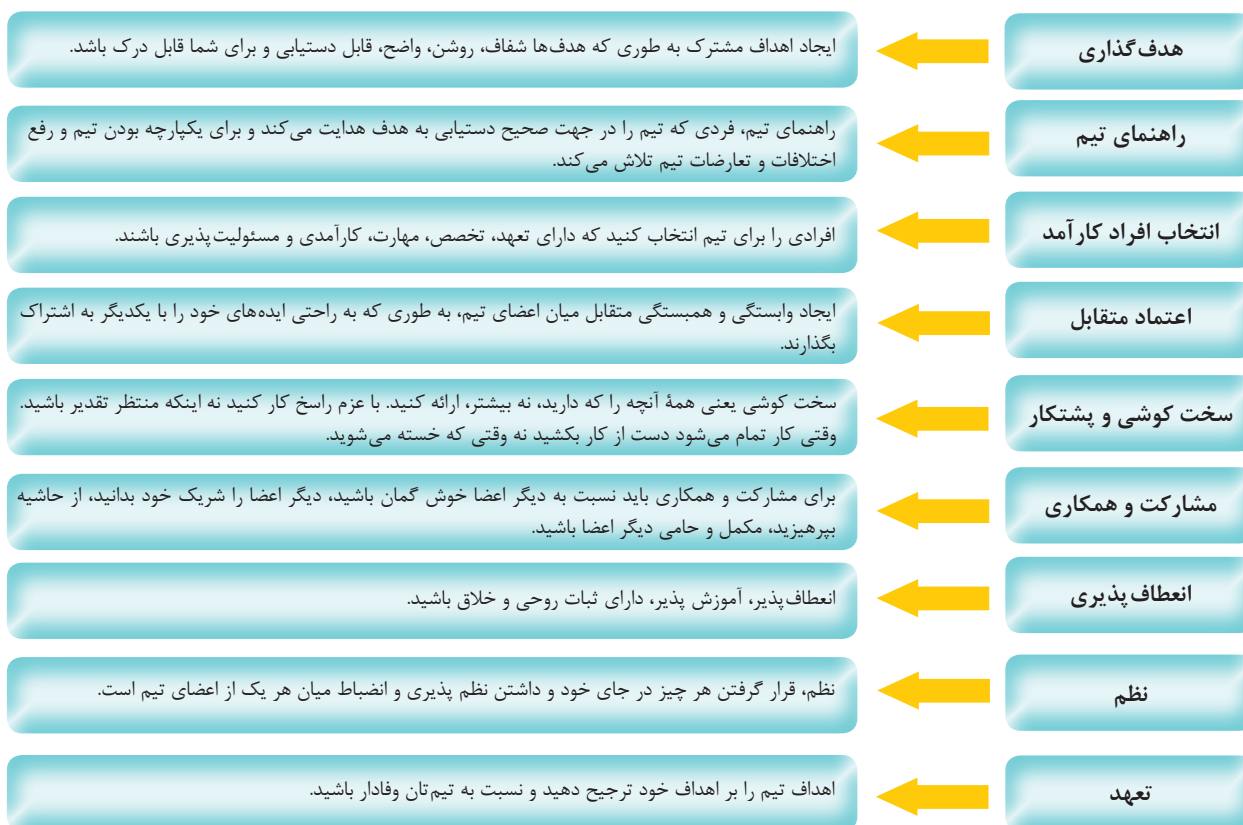 هدف‌گذاری
ایجاد اهداف مشترک به طوری که هدف‌ها شفاف، روشن، واضح، قابل دستیابی و برای شما قابل درک باشد.
راهنمای تیم
راهنمای تیم، فردی که تیم را در جهت صحیح دستیابی به هدف هدایت می‌کند و برای یکپارچه بودن تیم و رفع
اختلافات و تعارضات تیم تلاش می‌کند.
انتخاب افراد کارآمد
افرادی را برای تیم انتخاب کنید که دارای تعهد، تخصص، مهارت، کارآمدی و مسئولیت‌پذیری باشند.
اعتماد متقابل
ایجاد وابستگی و همبستگی متقابل میان اعضای تیم، به طوری که به راحتی ایده‌های خود را با یکدیگر به اشتراک
بگذارند.
سخت کوشی و پشتکار
سخت کوشی یعنی همهٔ آنچه را که دارید، نه بیشتر، ارائه کنید. با عزم راسخ کار کنید نه اینکه منتظر تقدیر باشید.
وقتی کار تمام می‌شود دست از کار بکشید نه وقتی که خسته می‌شوید.
مشارکت و همکاری
برای مشارکت و همکاری باید نسبت به دیگر اعضا خوش گمان باشید، دیگر اعضا را شریک خود بدانید، از حاشیه
بپرهیزید، مکمل و حامی دیگر اعضا باشید.
انعطاف‌پذیری
انعطاف‌پذیر، آموزش پذیر، دارای ثبات روحی و خلاق باشید.
نظم
نظم، قرار گرفتن هر چیز در جای خود و داشتن نظم پذیری و انضباط میان هر یک از اعضای تیم است.
تعهد
اهداف تیم را بر اهداف خود ترجیح دهید و نسبت به تیم‌تان وفادار باشید.